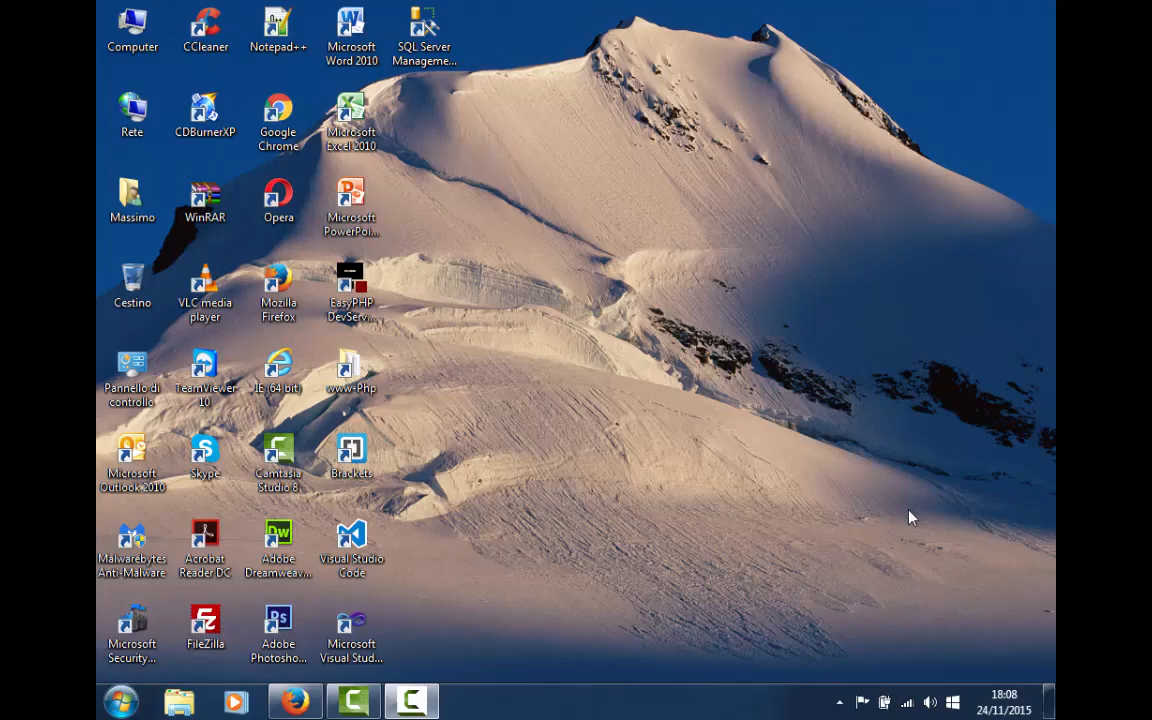 Computer
CCleaner
Notepad++
Microsoft
Word 2010
SQL Server
Manageme...
Rete
CDBurnerXP
Google
Chrome
Microsoft
Excel 2010
Massimo
WinRAR
Opera
Microsoft
PowerPoi...
Cestino
VLC media
player
Mozilla
Firefox
EasyPHP
DevServ...
Pannello di
controllo
TeamViewer
10
IE (64 bit)
www-Php
Microsoft
Outlook 2010
Skype
Camtasia
Studio 8
Brackets
Malwarebytes
Anti-Malware
Acrobat
Reader DC
Adobe
Dreamweav...
Visual Studio
Code
Microsoft
Security...
FileZilla
Adobe
Photosho...
Microsoft
Visual Stud...
18:08
24/11/2015